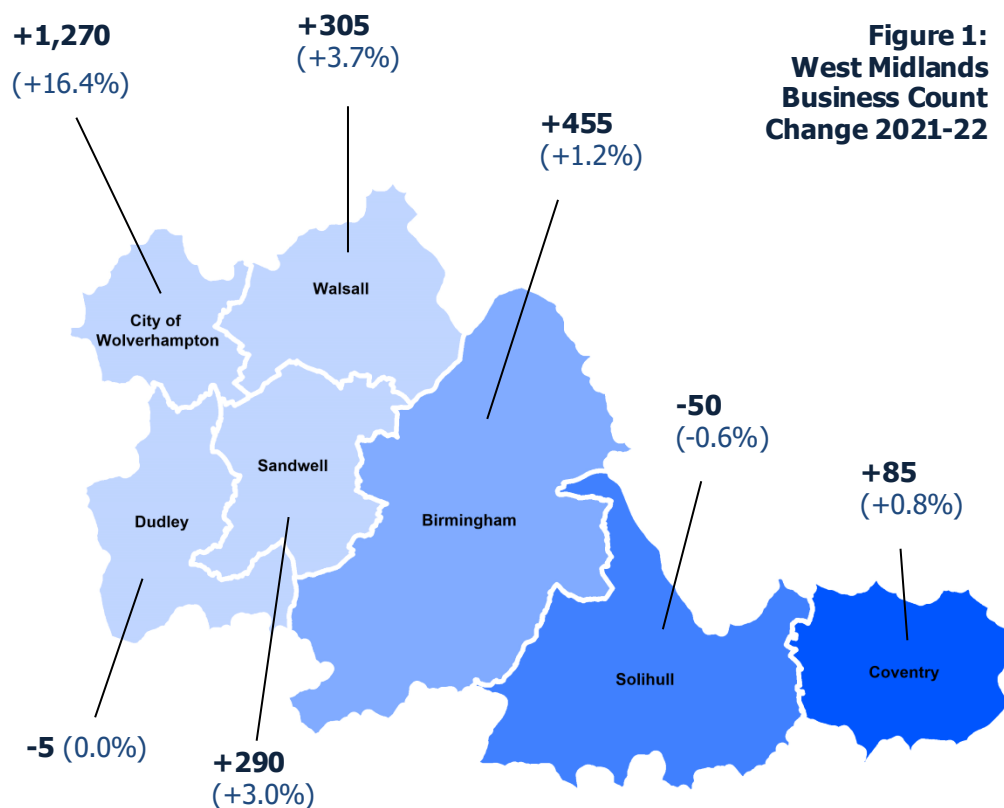 +1,270
(+16.4%)
+305
(+3.7%)
Figure 1:
West Midlands
Business Count
Change 2021-22
+455
(+1.2%)
Walsall
City of
Wolverhampton
-50
(-0.6%)
Sandwell
+85
(+0.8%)
Dudley
Birmingham
Solihull
Coventry
-5 (0.0%)
+290
(+3.0%)